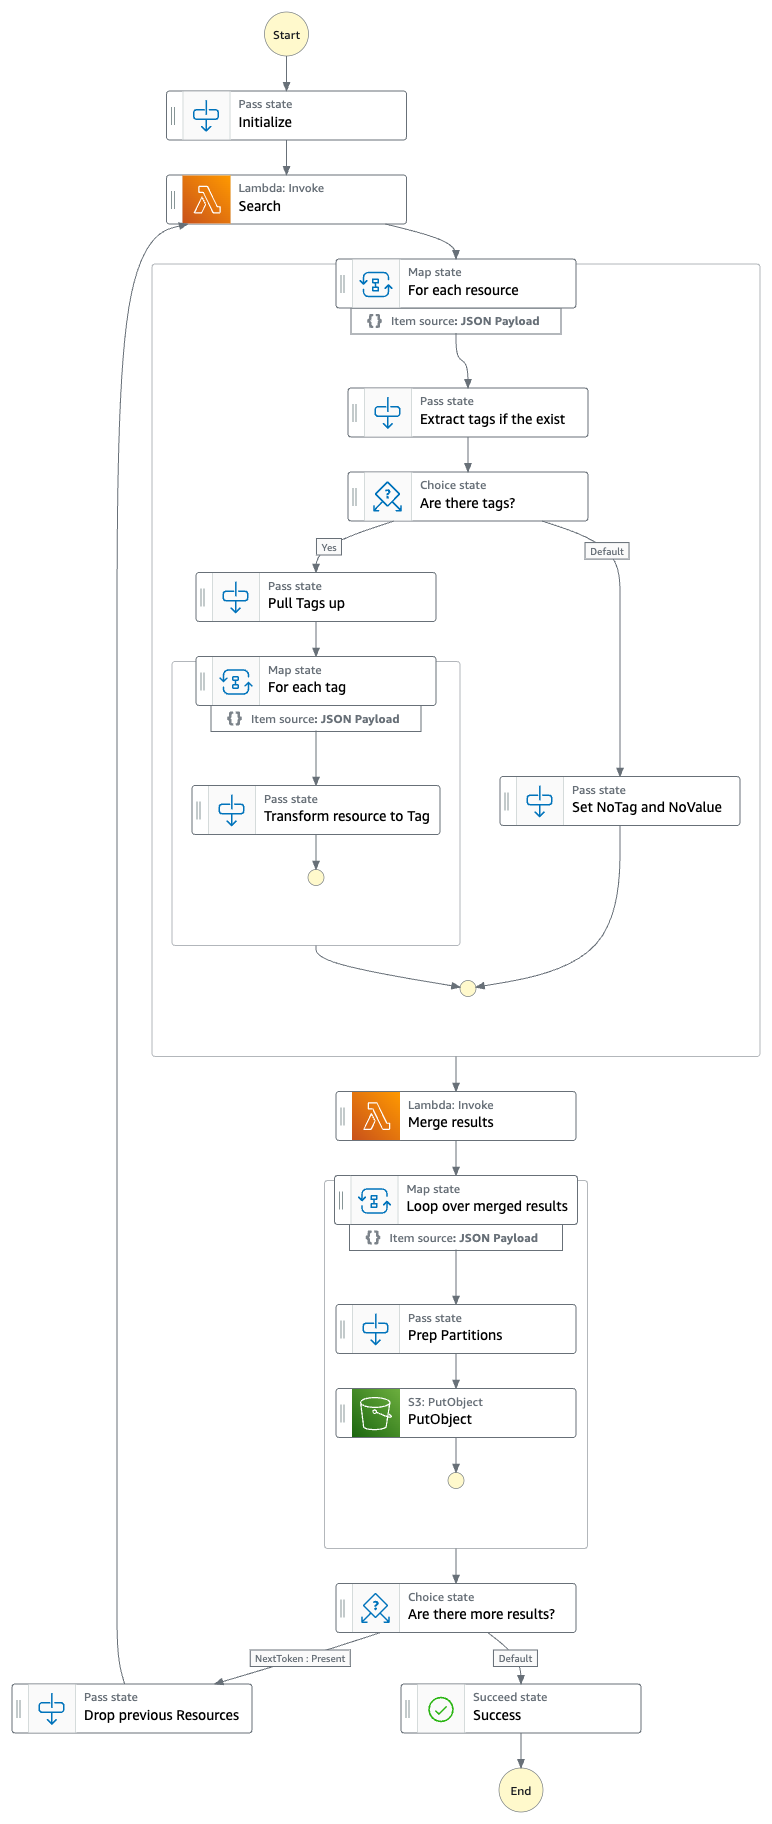 Start
Pass state
Initialize
Lambda: Invoke
Search
Map state
For each resource
{} Item source: JSON Payload
Pass state
Extract tags if the exist
Choice state
Are there tags?
Yes
Default
Pass state
Pull Tags up
Map state
For each tag
{} Item source: JSON Payload
Pass state
Transform resource to Tag
Pass state
Set NoTag and NoValue
Lambda: Invoke
Merge results
Map state
Loop over merged results
{} Item source: JSON Payload
Pass state
Prep Partitions
S3: PutObject
PutObject
Choice state
Are there more results?
NextToken : Present
Default
Pass state
Drop previous Resources
Succeed state
Success
End